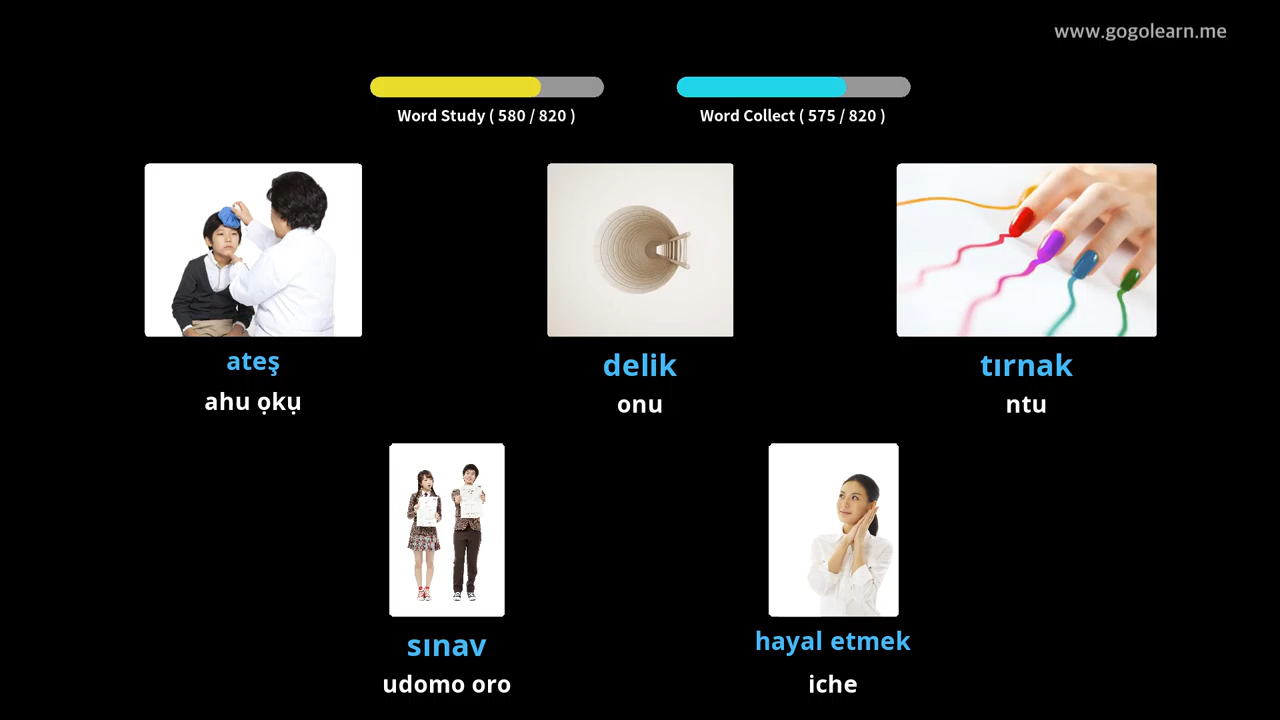 www.gogolearn.me
Word Study ( 580 / 820 )
Word Collect ( 575 / 820 )
ateş
ahu ọkụ
delik
onu
tırnak
ntu
sınav
udomo oro
hayal etmek
iche